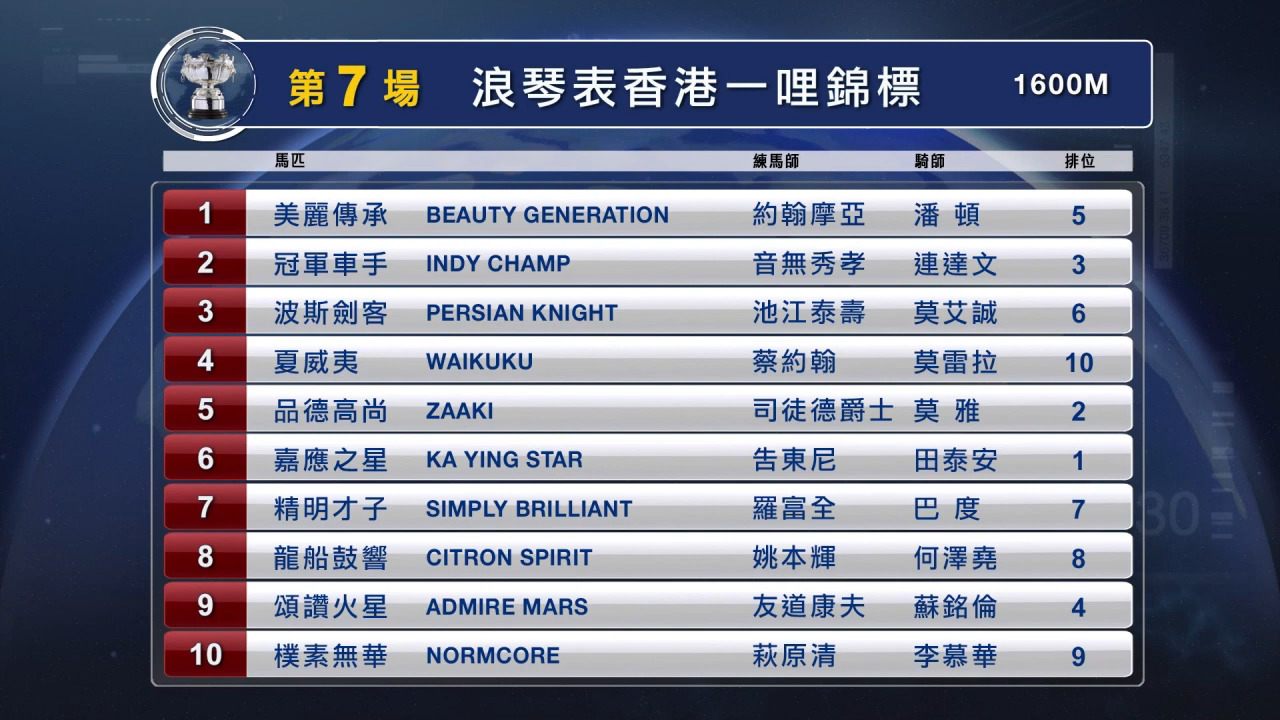 第 7 場 浪琴表香港一哩錦標 1600M
馬匹 練馬師 騎師 排位
1 美麗傳承 BEAUTY GENERATION 約翰摩亞 潘 頓 5
2 冠軍車手 INDY CHAMP 音無秀孝 連達文 3
3 波斯劍客 PERSIAN KNIGHT 池江泰壽 莫艾誠 6
4 夏威夷 WAIKUKU 蔡約翰 莫雷拉 10
5 品德高尚 ZAAKI 司徒德爵士 莫 雅 2
6 嘉應之星 KA YING STAR 告東尼 田泰安 1
7 精明才子 SIMPLY BRILLIANT 羅富全 巴 度 7
8 龍船鼓響 CITRON SPIRIT 姚本輝 何澤堯 8
9 頌讚火星 ADMIRE MARS 友道康夫 蘇銘倫 4
10 樸素無華 NORMCORE 萩原清 李慕華 9